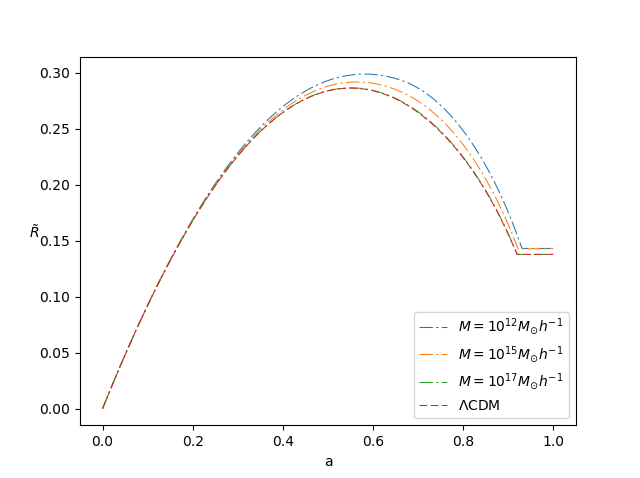 0.30
0.25
0.20
0.15
0.10
0.05
0.00
R̃
0.0 0.2 0.4 0.6 0.8 1.0
a
M = 10¹²M⊙h⁻¹
M = 10¹⁵M⊙h⁻¹
M = 10¹⁷M⊙h⁻¹
ΛCDM